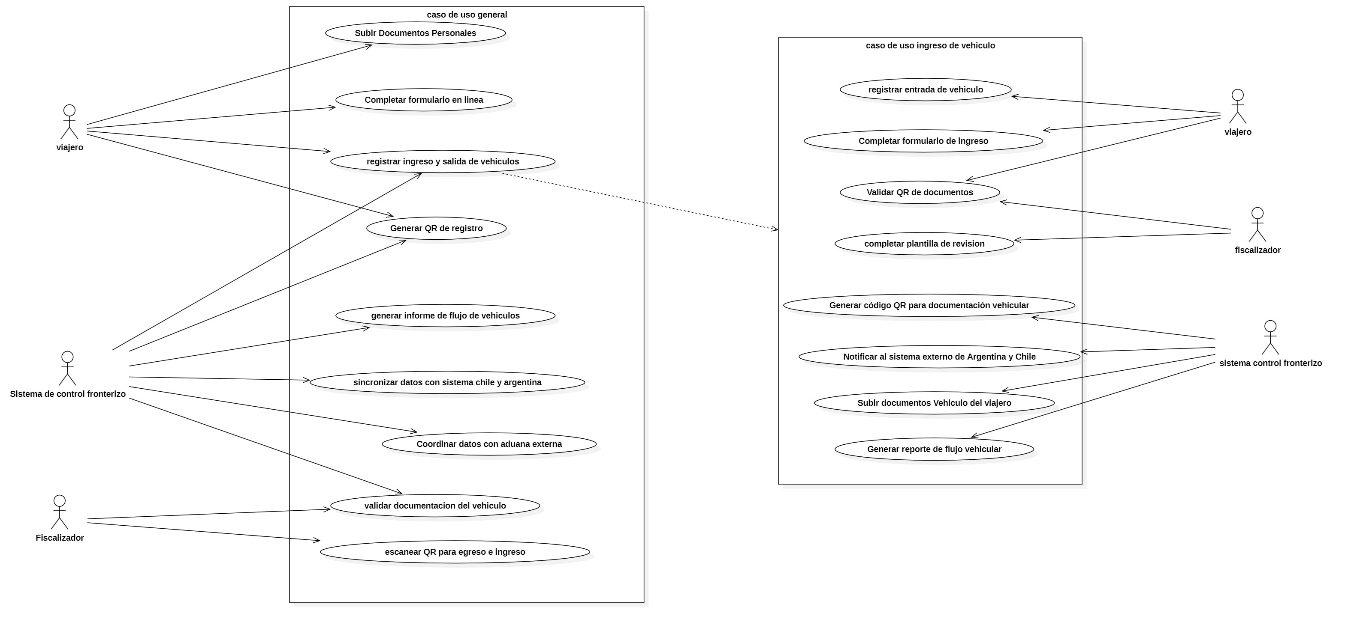 caso de uso general
Subir Documentos Personales
Completar formulario en linea
viajero
registrar ingreso y salida de vehiculos
Generar QR de registro
generar informe de flujo de vehiculos
sincronizar datos con sistema chile y argentina
Sistema de control fronterizo
Coordinar datos con aduana externa
validar documentacion del vehiculo
Fiscalizador
escanear QR para egreso e ingreso
caso de uso ingreso de vehiculo
registrar entrada de vehiculo
viajero
Completar formulario de ingreso
Validar QR de documentos
completar plantilla de revision
fiscalizador
Generar código QR para documentación vehicular
Notificar al sistema externo de Argentina y Chile
sistema control fronterizo
Subir documentos Vehiculo del viajero
Generar reporte de flujo vehicular